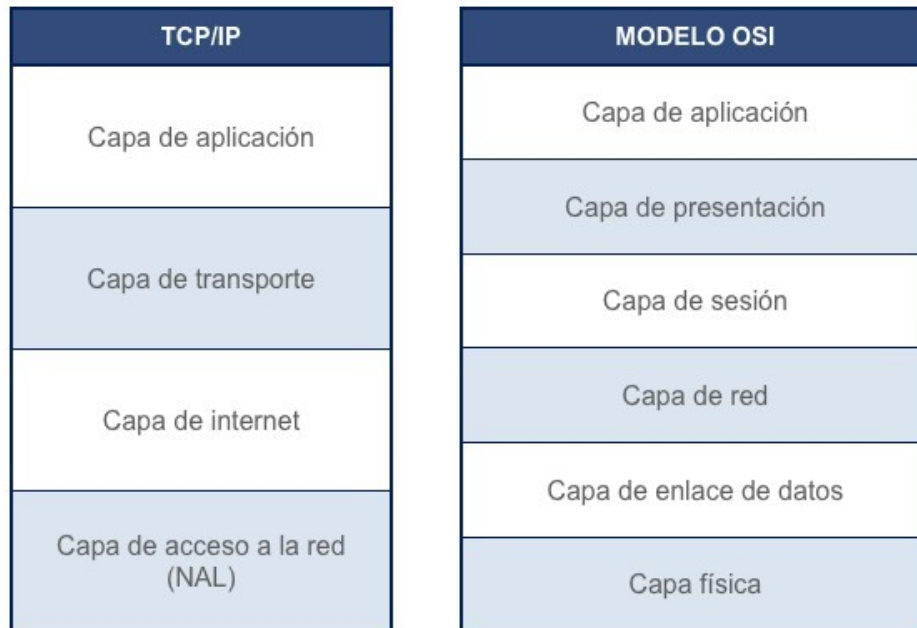 TCP/IP
Capa de aplicación
Capa de transporte
Capa de internet
Capa de acceso a la red
(NAL)
MODELO OSI
Capa de aplicación
Capa de presentación
Capa de sesión
Capa de red
Capa de enlace de datos
Capa física